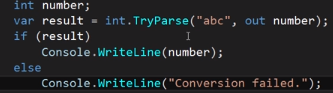 int number;
var result = int.TryParse("abc", out number);
if (result)
    Console.WriteLine(number);
else
    Console.WriteLine("Conversion failed.");